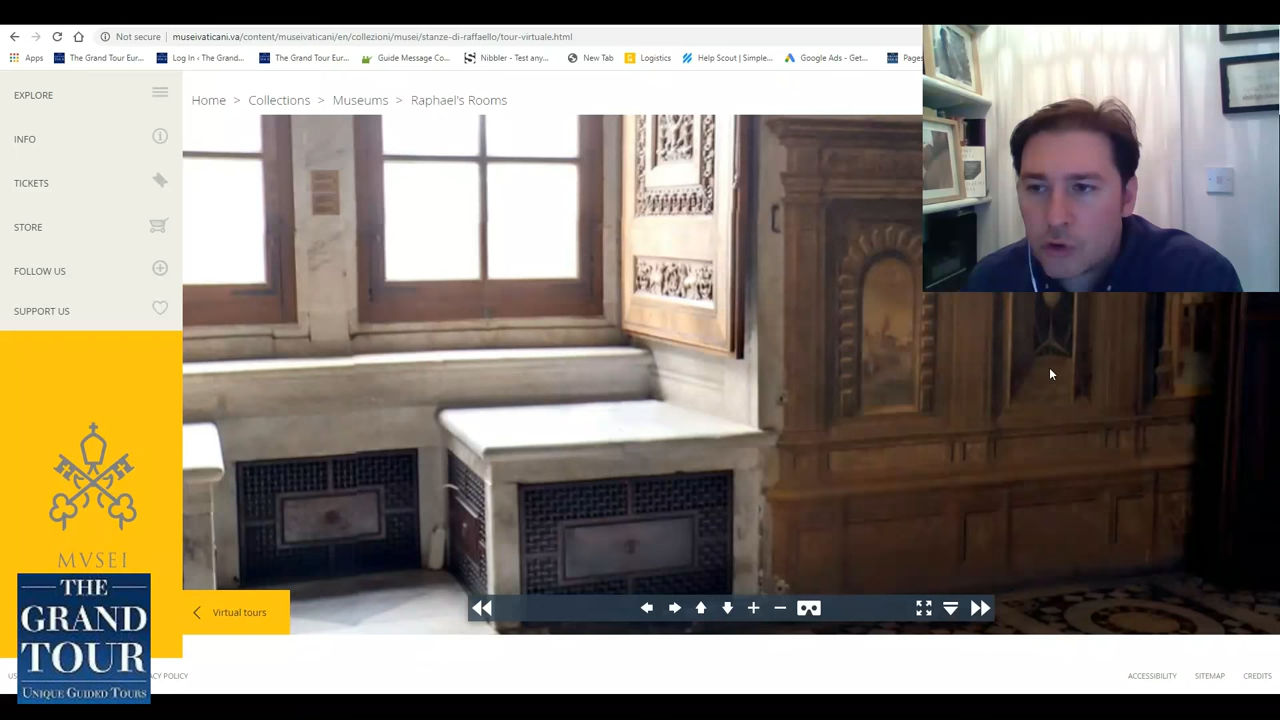 Not secure
museivaticani.va/content/museivaticani/en/collezioni/musei/stanze-di-raffaello/tour-virtuale.html
Apps
The Grand Tour Eur...
Log In ‹ The Grand...
The Grand Tour Eur...
Guide Message Co...
Nibbler - Test any...
New Tab
Logistics
Help Scout | Simple...
Google Ads - Get...
Pages
EXPLORE
INFO
TICKETS
STORE
FOLLOW US
SUPPORT US
Home > Collections > Museums > Raphael's Rooms
MVSEI
Virtual tours
THE
GRAND
TOUR
UNIQUE GUIDED TOURS
US
ACY POLICY
ACCESSIBILITY
SITEMAP
CREDITS